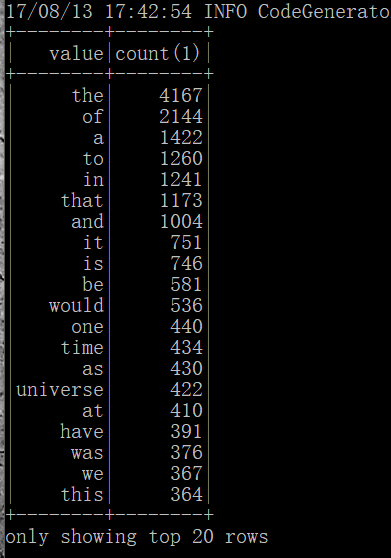 17/08/13 17:42:54 INFO CodeGenerato
+--------+--------+
|   value|count(1)|
+--------+--------+
|     the|    4167|
|      of|    2144|
|       a|    1422|
|      to|    1260|
|      in|    1241|
|    that|    1173|
|     and|    1004|
|      it|     751|
|      is|     746|
|      be|     581|
|   would|     536|
|     one|     440|
|    time|     434|
|      as|     430|
|universe|     422|
|      at|     410|
|    have|     391|
|     was|     376|
|      we|     367|
|    this|     364|
+--------+--------+
only showing top 20 rows